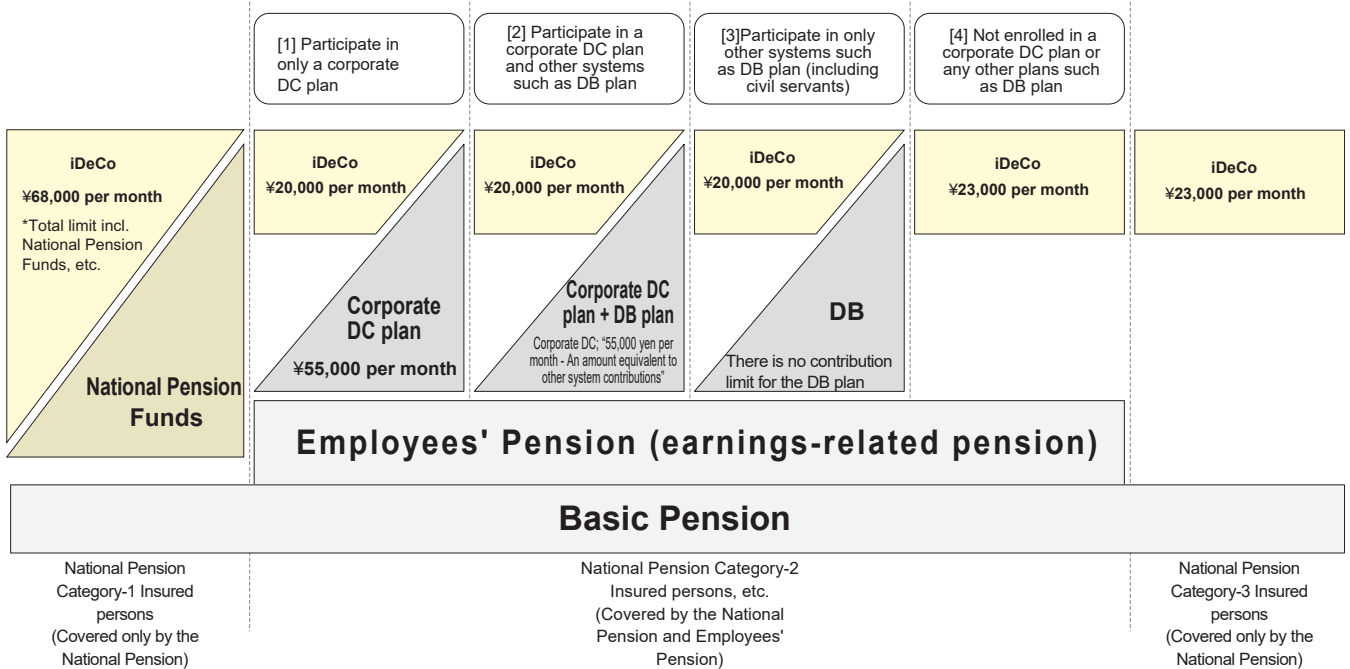 [1] Participate in
only a corporate
DC plan
[2] Participate in a
corporate DC plan
and other systems
such as DB plan
[3]Participate in only
other systems such
as DB plan (including
civil servants)
[4] Not enrolled in a
corporate DC plan or
any other plans such
as DB plan
iDeCo
¥68,000 per month
*Total limit incl.
National Pension
Funds, etc.
National Pension
Funds
iDeCo
¥20,000 per month
Corporate
DC plan
¥55,000 per month
iDeCo
¥20,000 per month
Corporate DC
plan + DB plan
Corporate DC; “55,000 yen per
month - An amount equivalent to
other system contributions”
iDeCo
¥20,000 per month
DB
There is no contribution
limit for the DB plan
iDeCo
¥23,000 per month
iDeCo
¥23,000 per month
Employees' Pension (earnings-related pension)
Basic Pension
National Pension
Category-1 Insured
persons
(Covered only by the
National Pension)
National Pension Category-2
Insured persons, etc.
(Covered by the National
Pension and Employees'
Pension)
National Pension
Category-3 Insured
persons
(Covered only by the
National Pension)